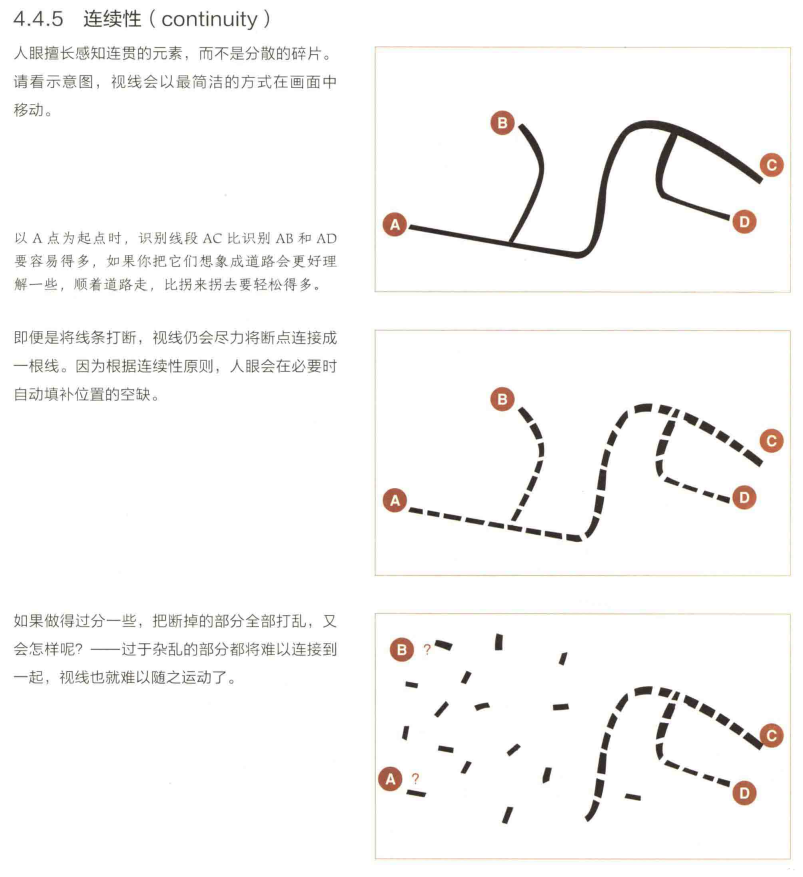 4.4.5 连续性（continuity）
人眼擅长感知连贯的元素，而不是分散的碎片。
请看示意图，视线会以最简洁的方式在画面中
移动。
B
C
A
D
以 A 点为起点时，识别线段 AC 比识别 AB 和 AD
要容易得多，如果你把它们想象成道路会更好理
解一些，顺着道路走，比拐来拐去要轻松得多。
即便是将线条打断，视线仍会尽力将断点连接成
一根线。因为根据连续性原则，人眼会在必要时
自动填补位置的空缺。
B
C
A
D
如果做得过分一些，把断掉的部分全部打乱，又
会怎样呢？——过于杂乱的部分都将难以连接到
一起，视线也就难以随之运动了。
B ?
C
A ?
D